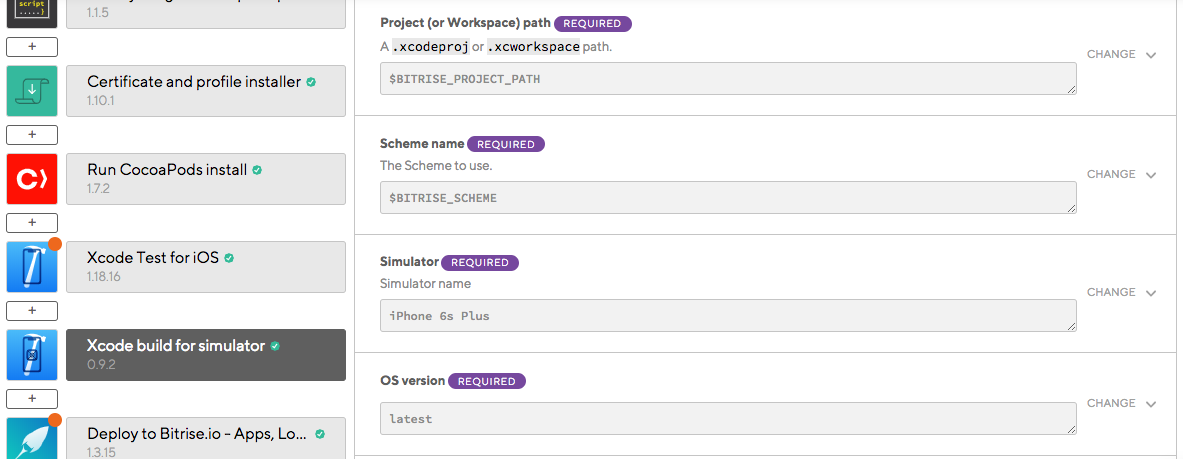 script
.....}
1.1.5
+
Certificate and profile installer
1.10.1
+
Run CocoaPods install
1.7.2
+
Xcode Test for iOS
1.18.16
+
Xcode build for simulator
0.9.2
+
Deploy to Bitrise.io - Apps, Lo...
1.3.15
Project (or Workspace) path REQUIRED
A .xcodeproj or .xcworkspace path.
$BITRISE_PROJECT_PATH
CHANGE
Scheme name REQUIRED
The Scheme to use.
$BITRISE_SCHEME
CHANGE
Simulator REQUIRED
Simulator name
iPhone 6s Plus
CHANGE
OS version REQUIRED
latest
CHANGE